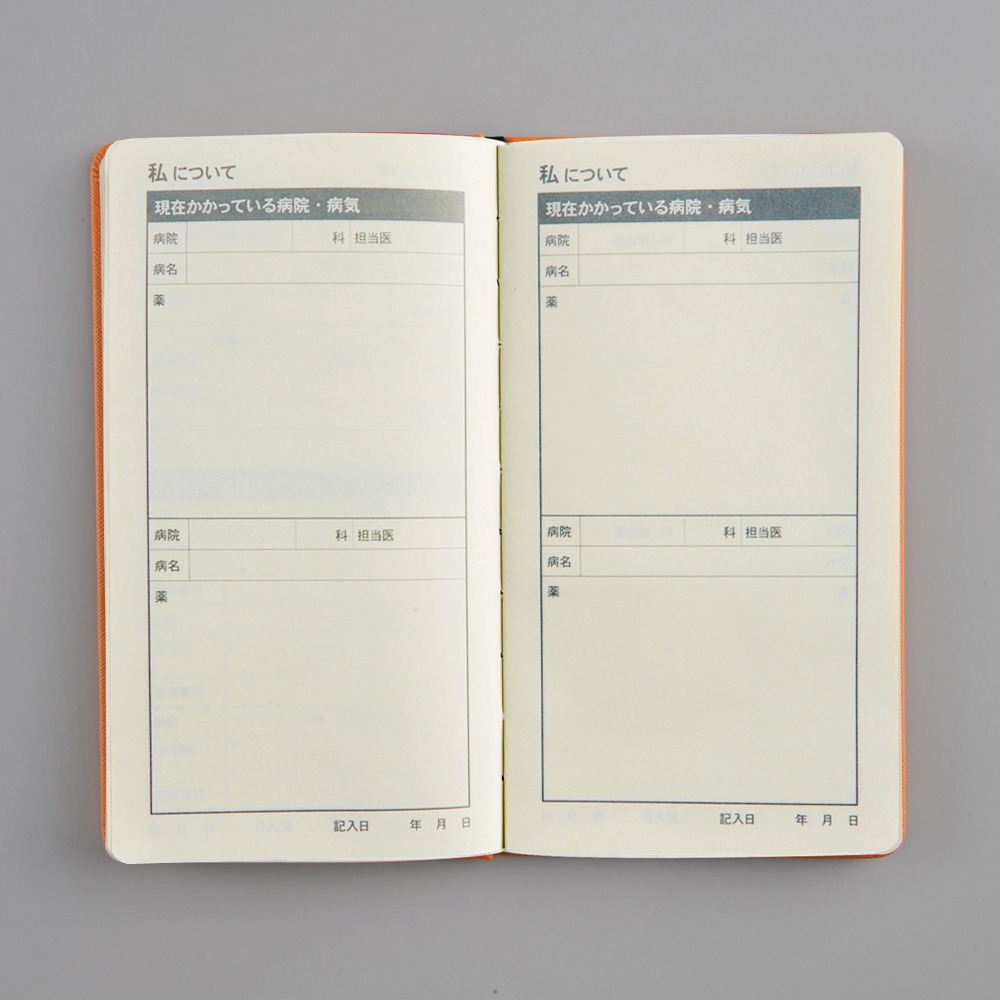 私について
現在かかっている病院・病気
病院 科 担当医
病名
薬
病院 科 担当医
病名
薬
記入日 年 月 日
私について
現在かかっている病院・病気
病院 科 担当医
病名
薬
病院 科 担当医
病名
薬
記入日 年 月 日